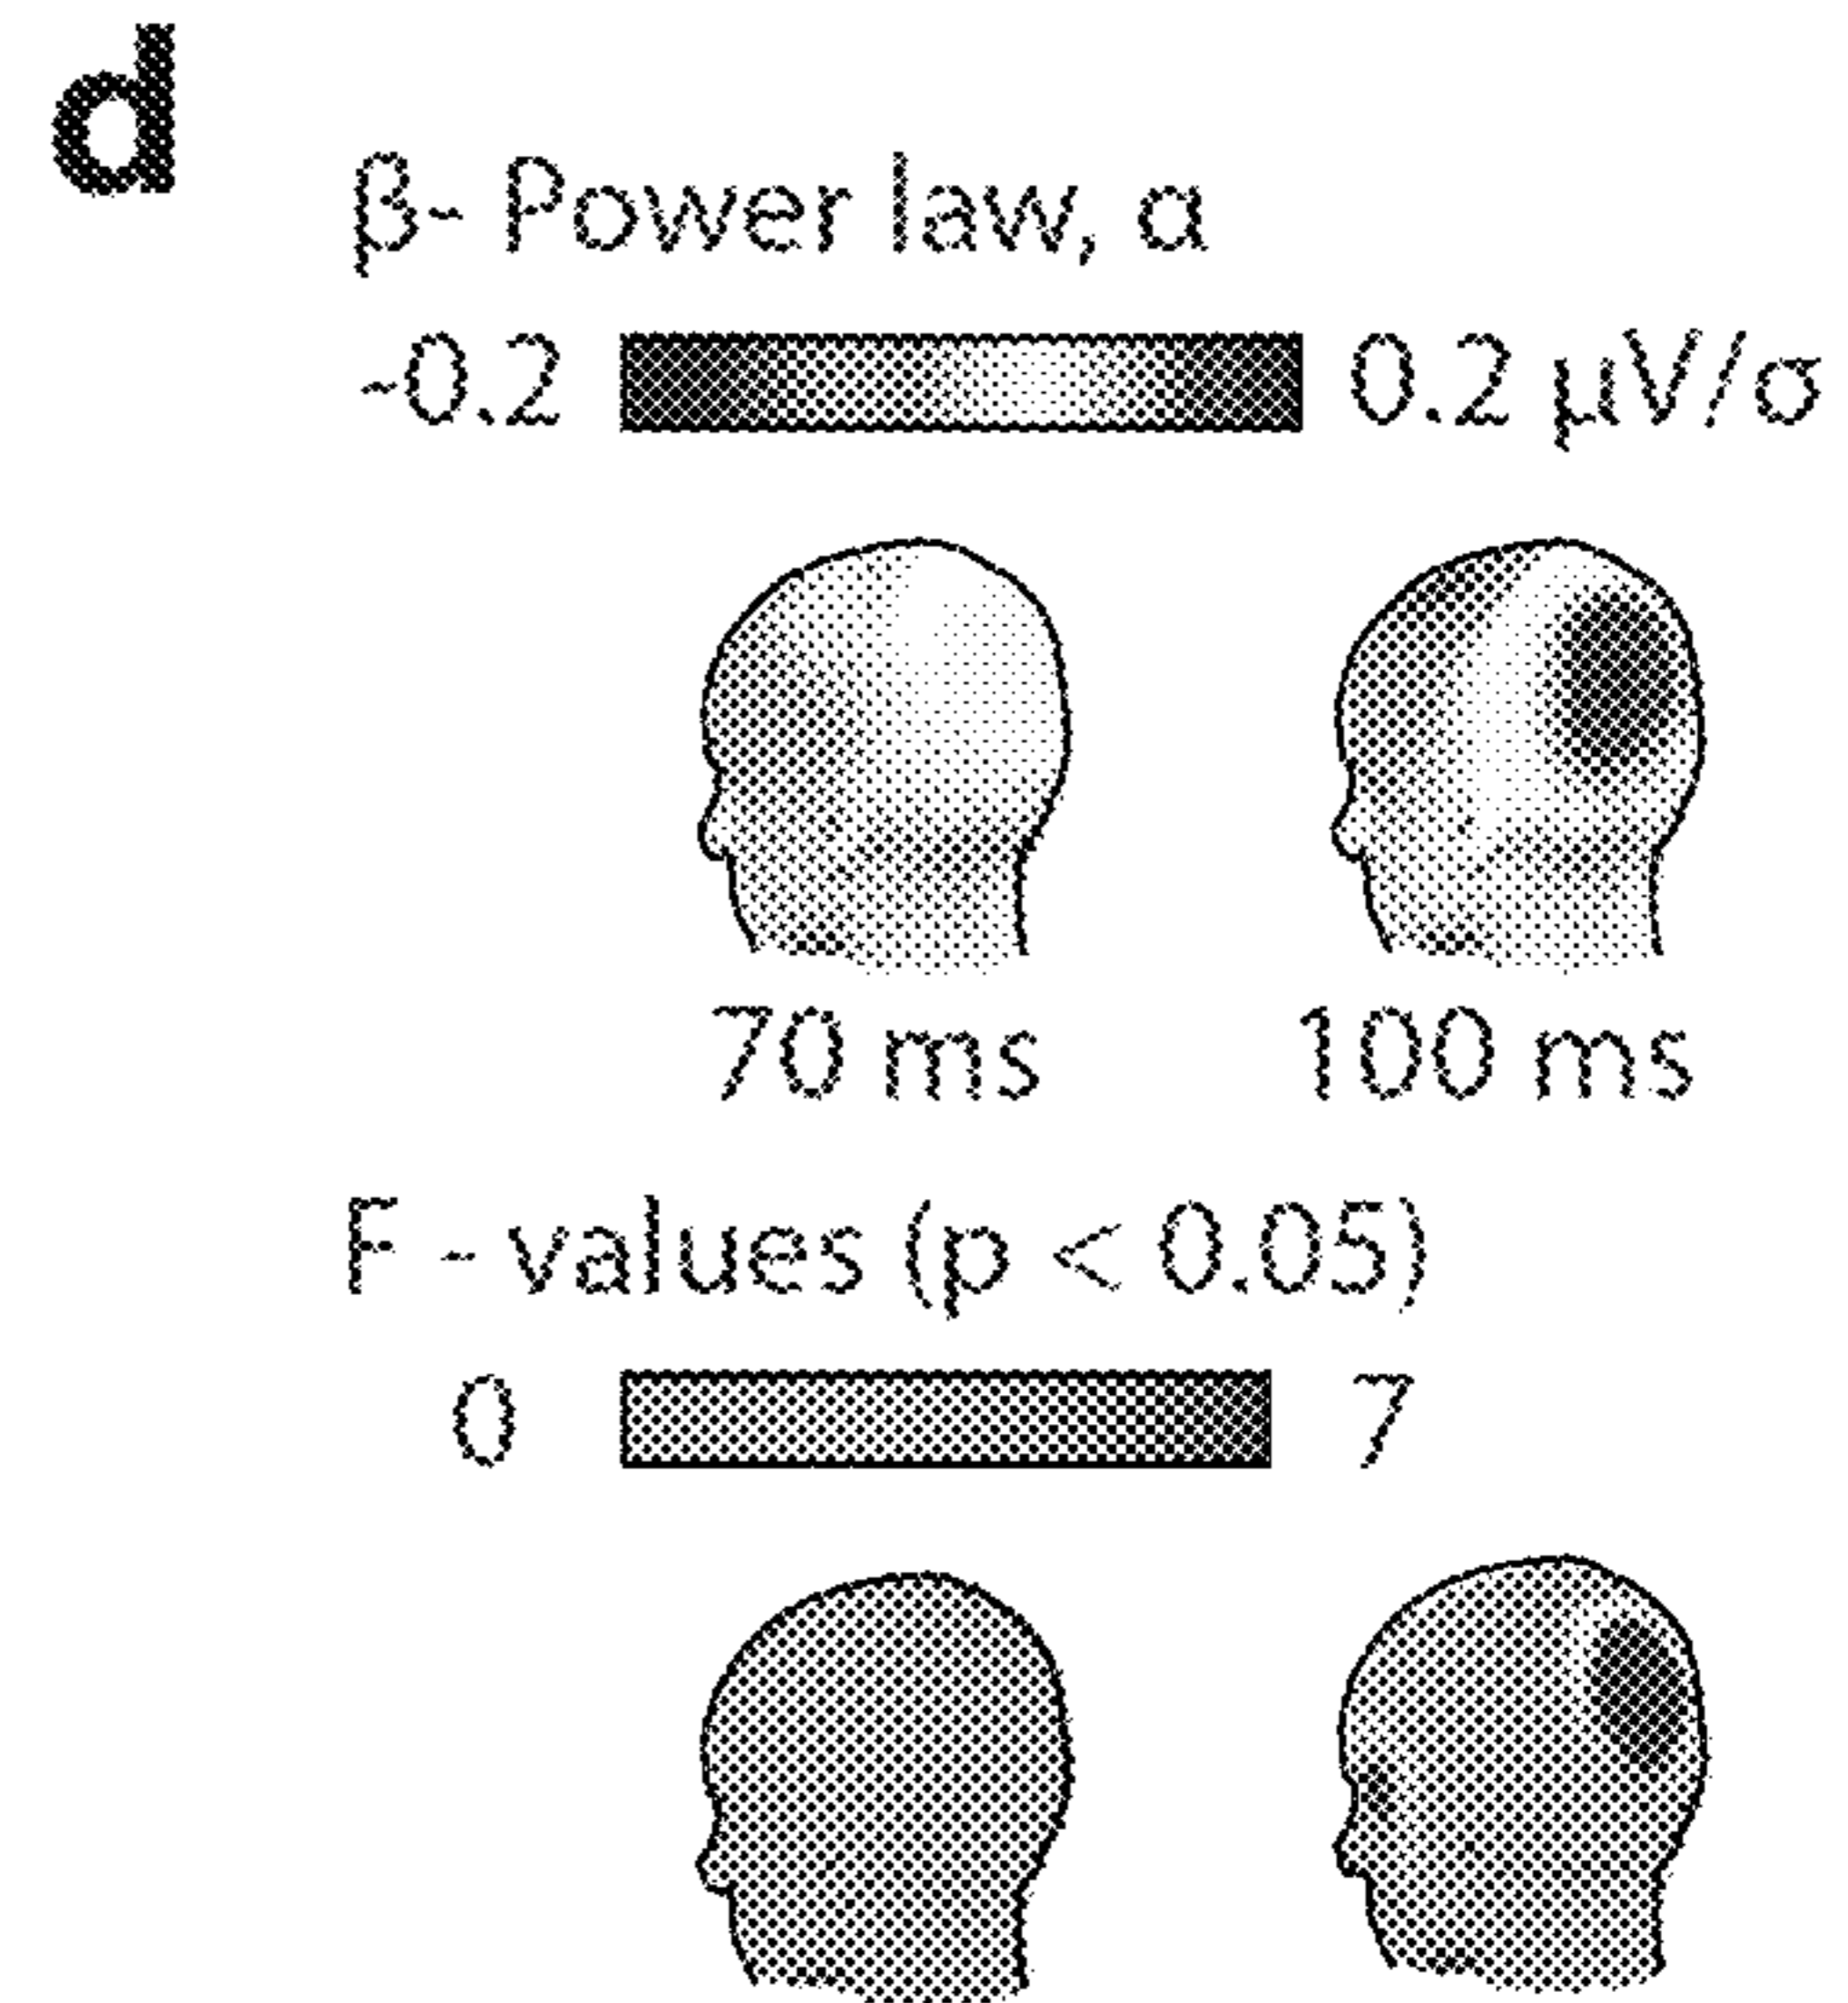 d
β- Power law, α
-0.2 0.2 μV/σ
70 ms 100 ms
F - values (p < 0.05)
0 7